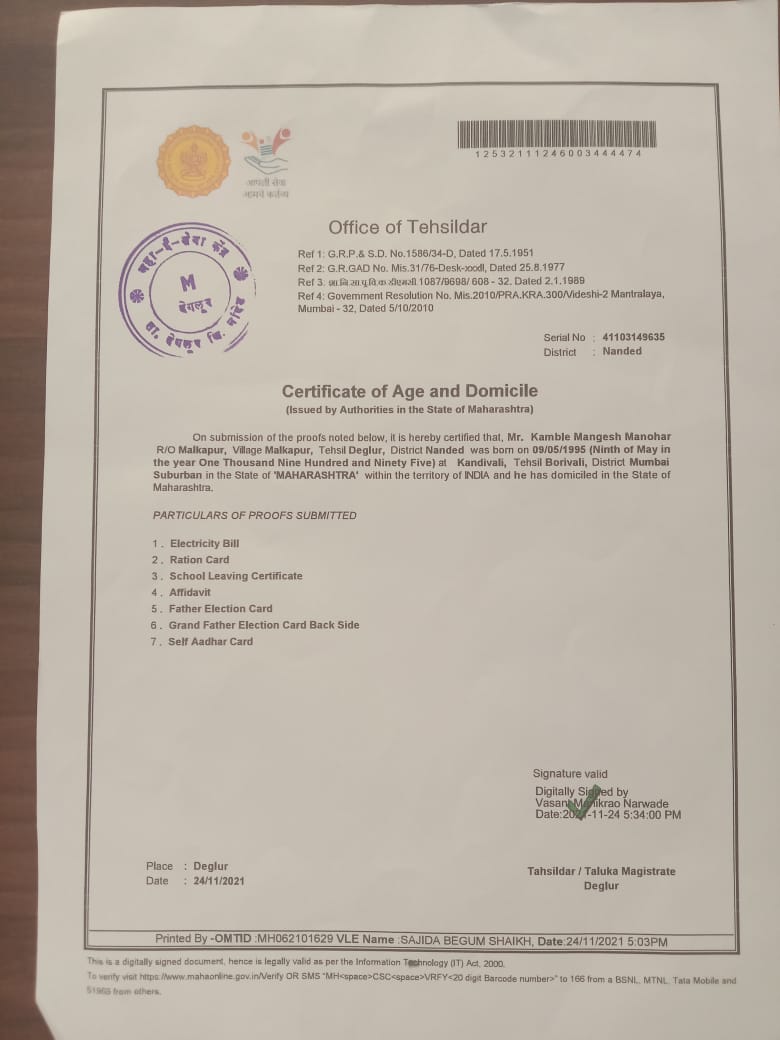 12532111246003444474
आपली सेवा
आमचे कर्तव्य
महा-ई-सेवा केंद्र
M
देगलूर
ता. देगलूर जि. नांदेड
Office of Tehsildar
Ref 1: G.R.P.& S.D. No.1586/34-D, Dated 17.5.1951
Ref 2: G.R.GAD No. Mis.31/76-Desk-xxxdl, Dated 25.8.1977
Ref 3. शा.नि.सा.पू.वि.क 1087/9698/ 608 - 32. Dated 2.1.1989
Ref 4: Government Resolution No. Mis.2010/PRA.KRA.300/Videshi-2 Mantralaya,
Mumbai - 32, Dated 5/10/2010
Serial No : 41103149635
District : Nanded
Certificate of Age and Domicile
(Issued by Authorities in the State of Maharashtra)
On submission of the proofs noted below, it is hereby certified that, Mr. Kamble Mangesh Manohar
R/O Malkapur, Village Malkapur, Tehsil Deglur, District Nanded was born on 09/05/1995 (Ninth of May in
the year One Thousand Nine Hundred and Ninety Five) at Kandivali, Tehsil Borivali, District Mumbai
Suburban in the State of 'MAHARASHTRA' within the territory of INDIA and he has domiciled in the State of
Maharashtra.
PARTICULARS OF PROOFS SUBMITTED
1 . Electricity Bill
2 . Ration Card
3 . School Leaving Certificate
4 . Affidavit
5 . Father Election Card
6 . Grand Father Election Card Back Side
7 . Self Aadhar Card
Signature valid
Digitally Signed by
Vasant Manikrao Narwade
Date:2021-11-24 5:34:00 PM
Place : Deglur
Date : 24/11/2021
Tahsildar / Taluka Magistrate
Deglur
Printed By -OMTID :MH062101629 VLE Name :SAJIDA BEGUM SHAIKH, Date:24/11/2021 5:03PM
This is a digitally signed document, hence is legally valid as per the Information Technology (IT) Act, 2000.
To verify visit https://www.mahaonline.gov.in/Verify OR SMS "MH<space>CSC<space>VRFY<20 digit Barcode number>" to 166 from a BSNL, MTNL, Tata Mobile and
51969 from others.